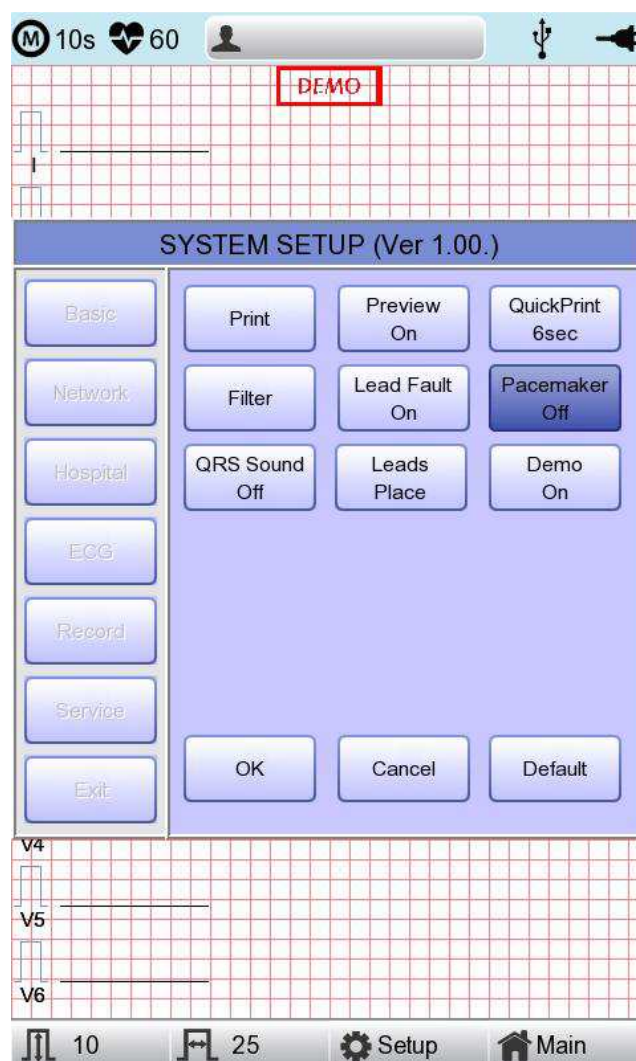 M 10s 60
DEMO
I
SYSTEM SETUP (Ver 1.00.)
Basic
Network
Hospital
ECG
Record
Service
Exit
Print
Preview
On
QuickPrint
6sec
Filter
Lead Fault
On
Pacemaker
Off
QRS Sound
Off
Leads
Place
Demo
On
OK
Cancel
Default
V4
V5
V6
10
25
Setup
Main